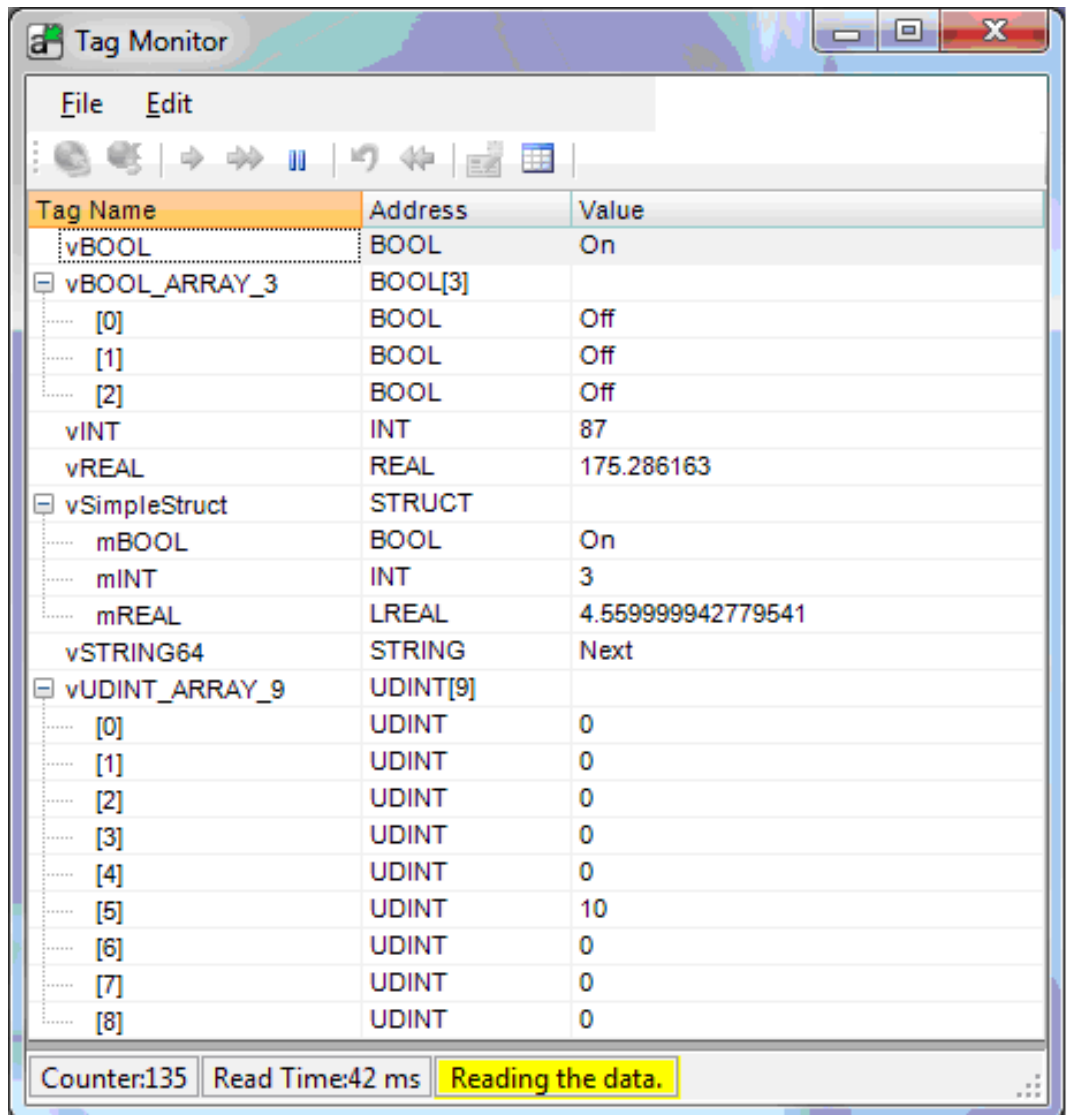 Tag Monitor
File Edit
Tag Name Address Value
vBOOL BOOL On
vBOOL_ARRAY_3 BOOL[3]
[0] BOOL Off
[1] BOOL Off
[2] BOOL Off
vINT INT 87
vREAL REAL 175.286163
vSimpleStruct STRUCT
mBOOL BOOL On
mINT INT 3
mREAL LREAL 4.559999942779541
vSTRING64 STRING Next
vUDINT_ARRAY_9 UDINT[9]
[0] UDINT 0
[1] UDINT 0
[2] UDINT 0
[3] UDINT 0
[4] UDINT 0
[5] UDINT 10
[6] UDINT 0
[7] UDINT 0
[8] UDINT 0
Counter:135 Read Time:42 ms Reading the data.